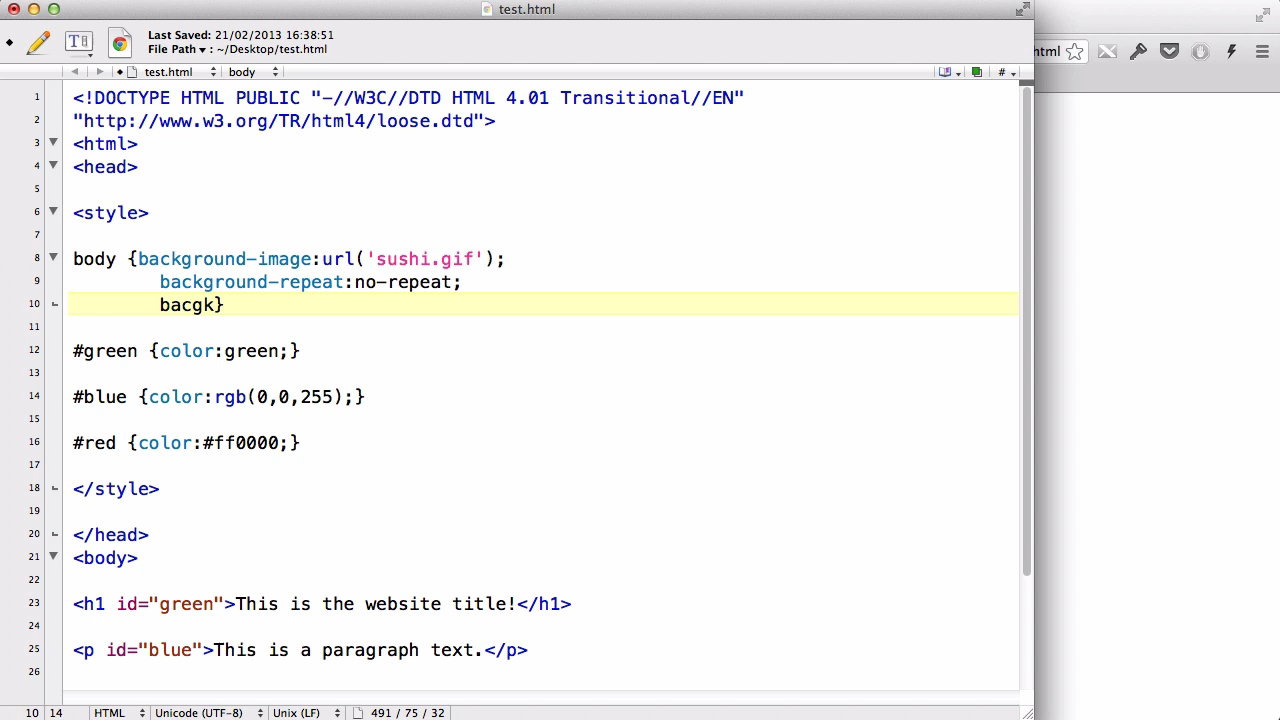 test.html
Last Saved: 21/02/2013 16:38:51
File Path ▾ : ~/Desktop/test.html
html
test.html body #
1 <!DOCTYPE HTML PUBLIC "-//W3C//DTD HTML 4.01 Transitional//EN"
2 "http://www.w3.org/TR/html4/loose.dtd">
3 <html>
4 <head>
5
6 <style>
7
8 body {background-image:url('sushi.gif');
9 background-repeat:no-repeat;
10 bacgk}
11
12 #green {color:green;}
13
14 #blue {color:rgb(0,0,255);}
15
16 #red {color:#ff0000;}
17
18 </style>
19
20 </head>
21 <body>
22
23 <h1 id="green">This is the website title!</h1>
24
25 <p id="blue">This is a paragraph text.</p>
26
10 14 HTML Unicode (UTF-8) Unix (LF) 491 / 75 / 32